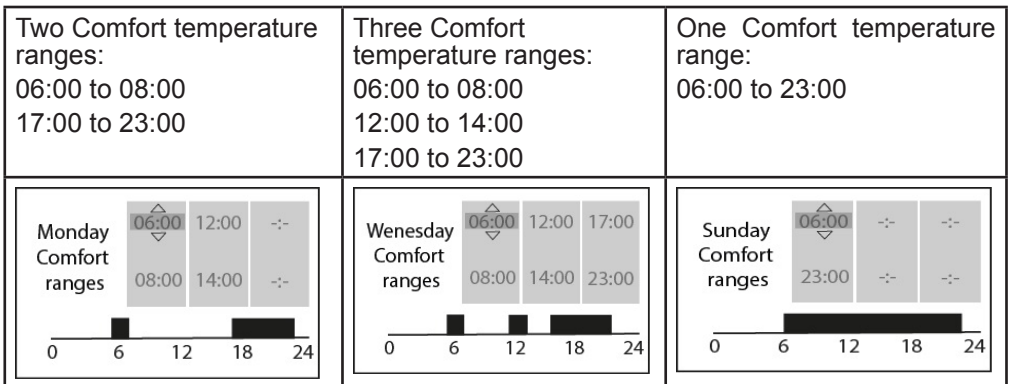 Two Comfort temperature
ranges:
06:00 to 08:00
17:00 to 23:00
Three Comfort
temperature ranges:
06:00 to 08:00
12:00 to 14:00
17:00 to 23:00
One Comfort temperature
range:
06:00 to 23:00
Monday
Comfort
ranges
06:00 12:00 -:-
08:00 14:00 -:-
0 6 12 18 24
Wenesday
Comfort
ranges
06:00 12:00 17:00
08:00 14:00 23:00
0 6 12 18 24
Sunday
Comfort
ranges
06:00 -:- -:-
23:00 -:- -:-
0 6 12 18 24